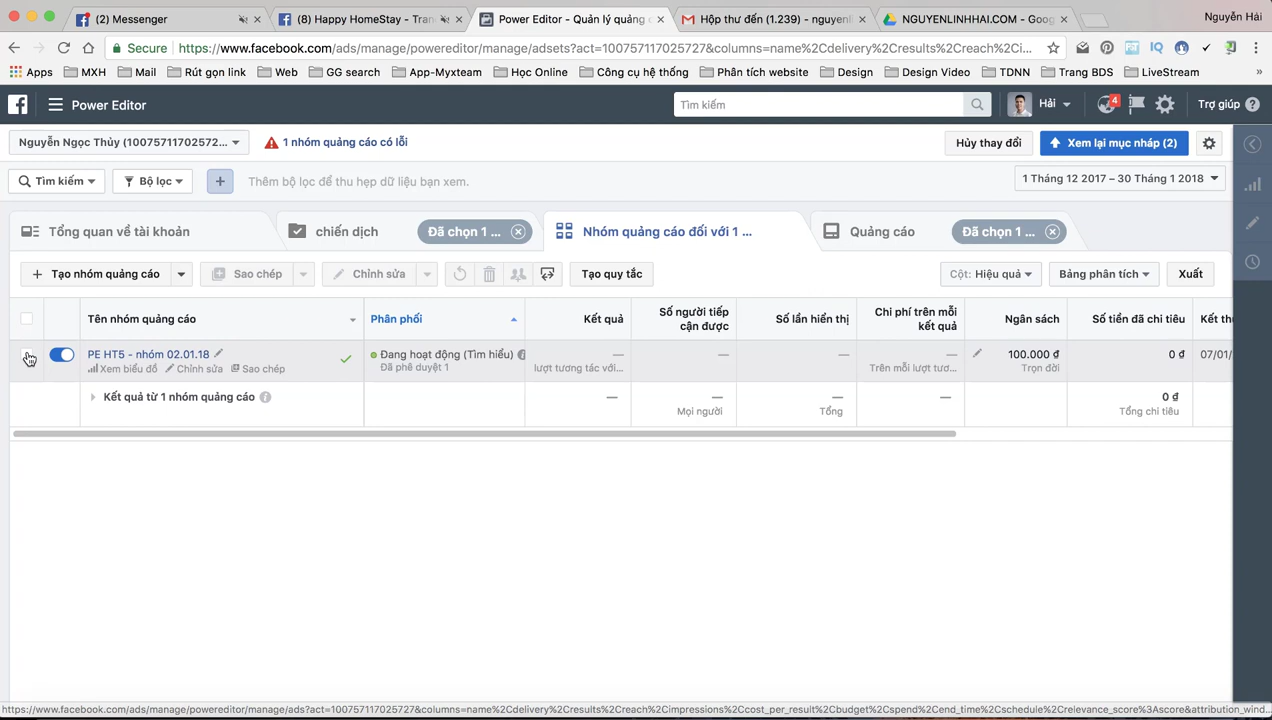 (2) Messenger
(8) Happy HomeStay - Tran
Power Editor - Quản lý quảng c
Hộp thư đến (1.239) - nguyenl
NGUYENLINHHAI.COM - Goog
Nguyễn Hải
Secure
https://www.facebook.com/ads/manage/powereditor/manage/adsets?act=100757117025727&columns=name%2Cdelivery%2Cresults%2Creach%2Ci...
Apps
MXH
Mail
Rút gọn link
Web
GG search
App-Myxteam
Học Online
Công cụ hệ thống
Phân tích website
Design
Design Video
TDNN
Trang BDS
LiveStream
»
Power Editor
Tìm kiếm
Hải
4
Trợ giúp
Nguyễn Ngọc Thủy (10075711702572...
1 nhóm quảng cáo có lỗi
Hủy thay đổi
Xem lại mục nháp (2)
Tìm kiếm
Bộ lọc
+
Thêm bộ lọc để thu hẹp dữ liệu bạn xem.
1 Tháng 12 2017 – 30 Tháng 1 2018
Tổng quan về tài khoản
chiến dịch
Đã chọn 1 ...
Nhóm quảng cáo đối với 1 ...
Quảng cáo
Đã chọn 1 ...
+ Tạo nhóm quảng cáo
Sao chép
Chỉnh sửa
Tạo quy tắc
Cột: Hiệu quả
Bảng phân tích
Xuất
Tên nhóm quảng cáo
Phân phối
Kết quả
Số người tiếp cận được
Số lần hiển thị
Chi phí trên mỗi kết quả
Ngân sách
Số tiền đã chi tiêu
Kết thú
PE HT5 - nhóm 02.01.18
Xem biểu đồ
Chỉnh sửa
Sao chép
Đang hoạt động (Tìm hiểu)
Đã phê duyệt 1
—
lượt tương tác với...
—
—
—
Trên mỗi lượt tươ...
100.000 ₫
Trọn đời
0 ₫
07/01/
Kết quả từ 1 nhóm quảng cáo
—
—
Mọi người
—
Tổng
—
0 ₫
Tổng chi tiêu
https://www.facebook.com/ads/manage/powereditor/manage/adsets?act=100757117025727&columns=name%2Cdelivery%2Cresults%2Creach%2Cimpressions%2Ccost_per_result%2Cbudget%2Cspend%2Cend_time%2Cschedule%2Crelevance_score%3Ascore&attribution_wind...